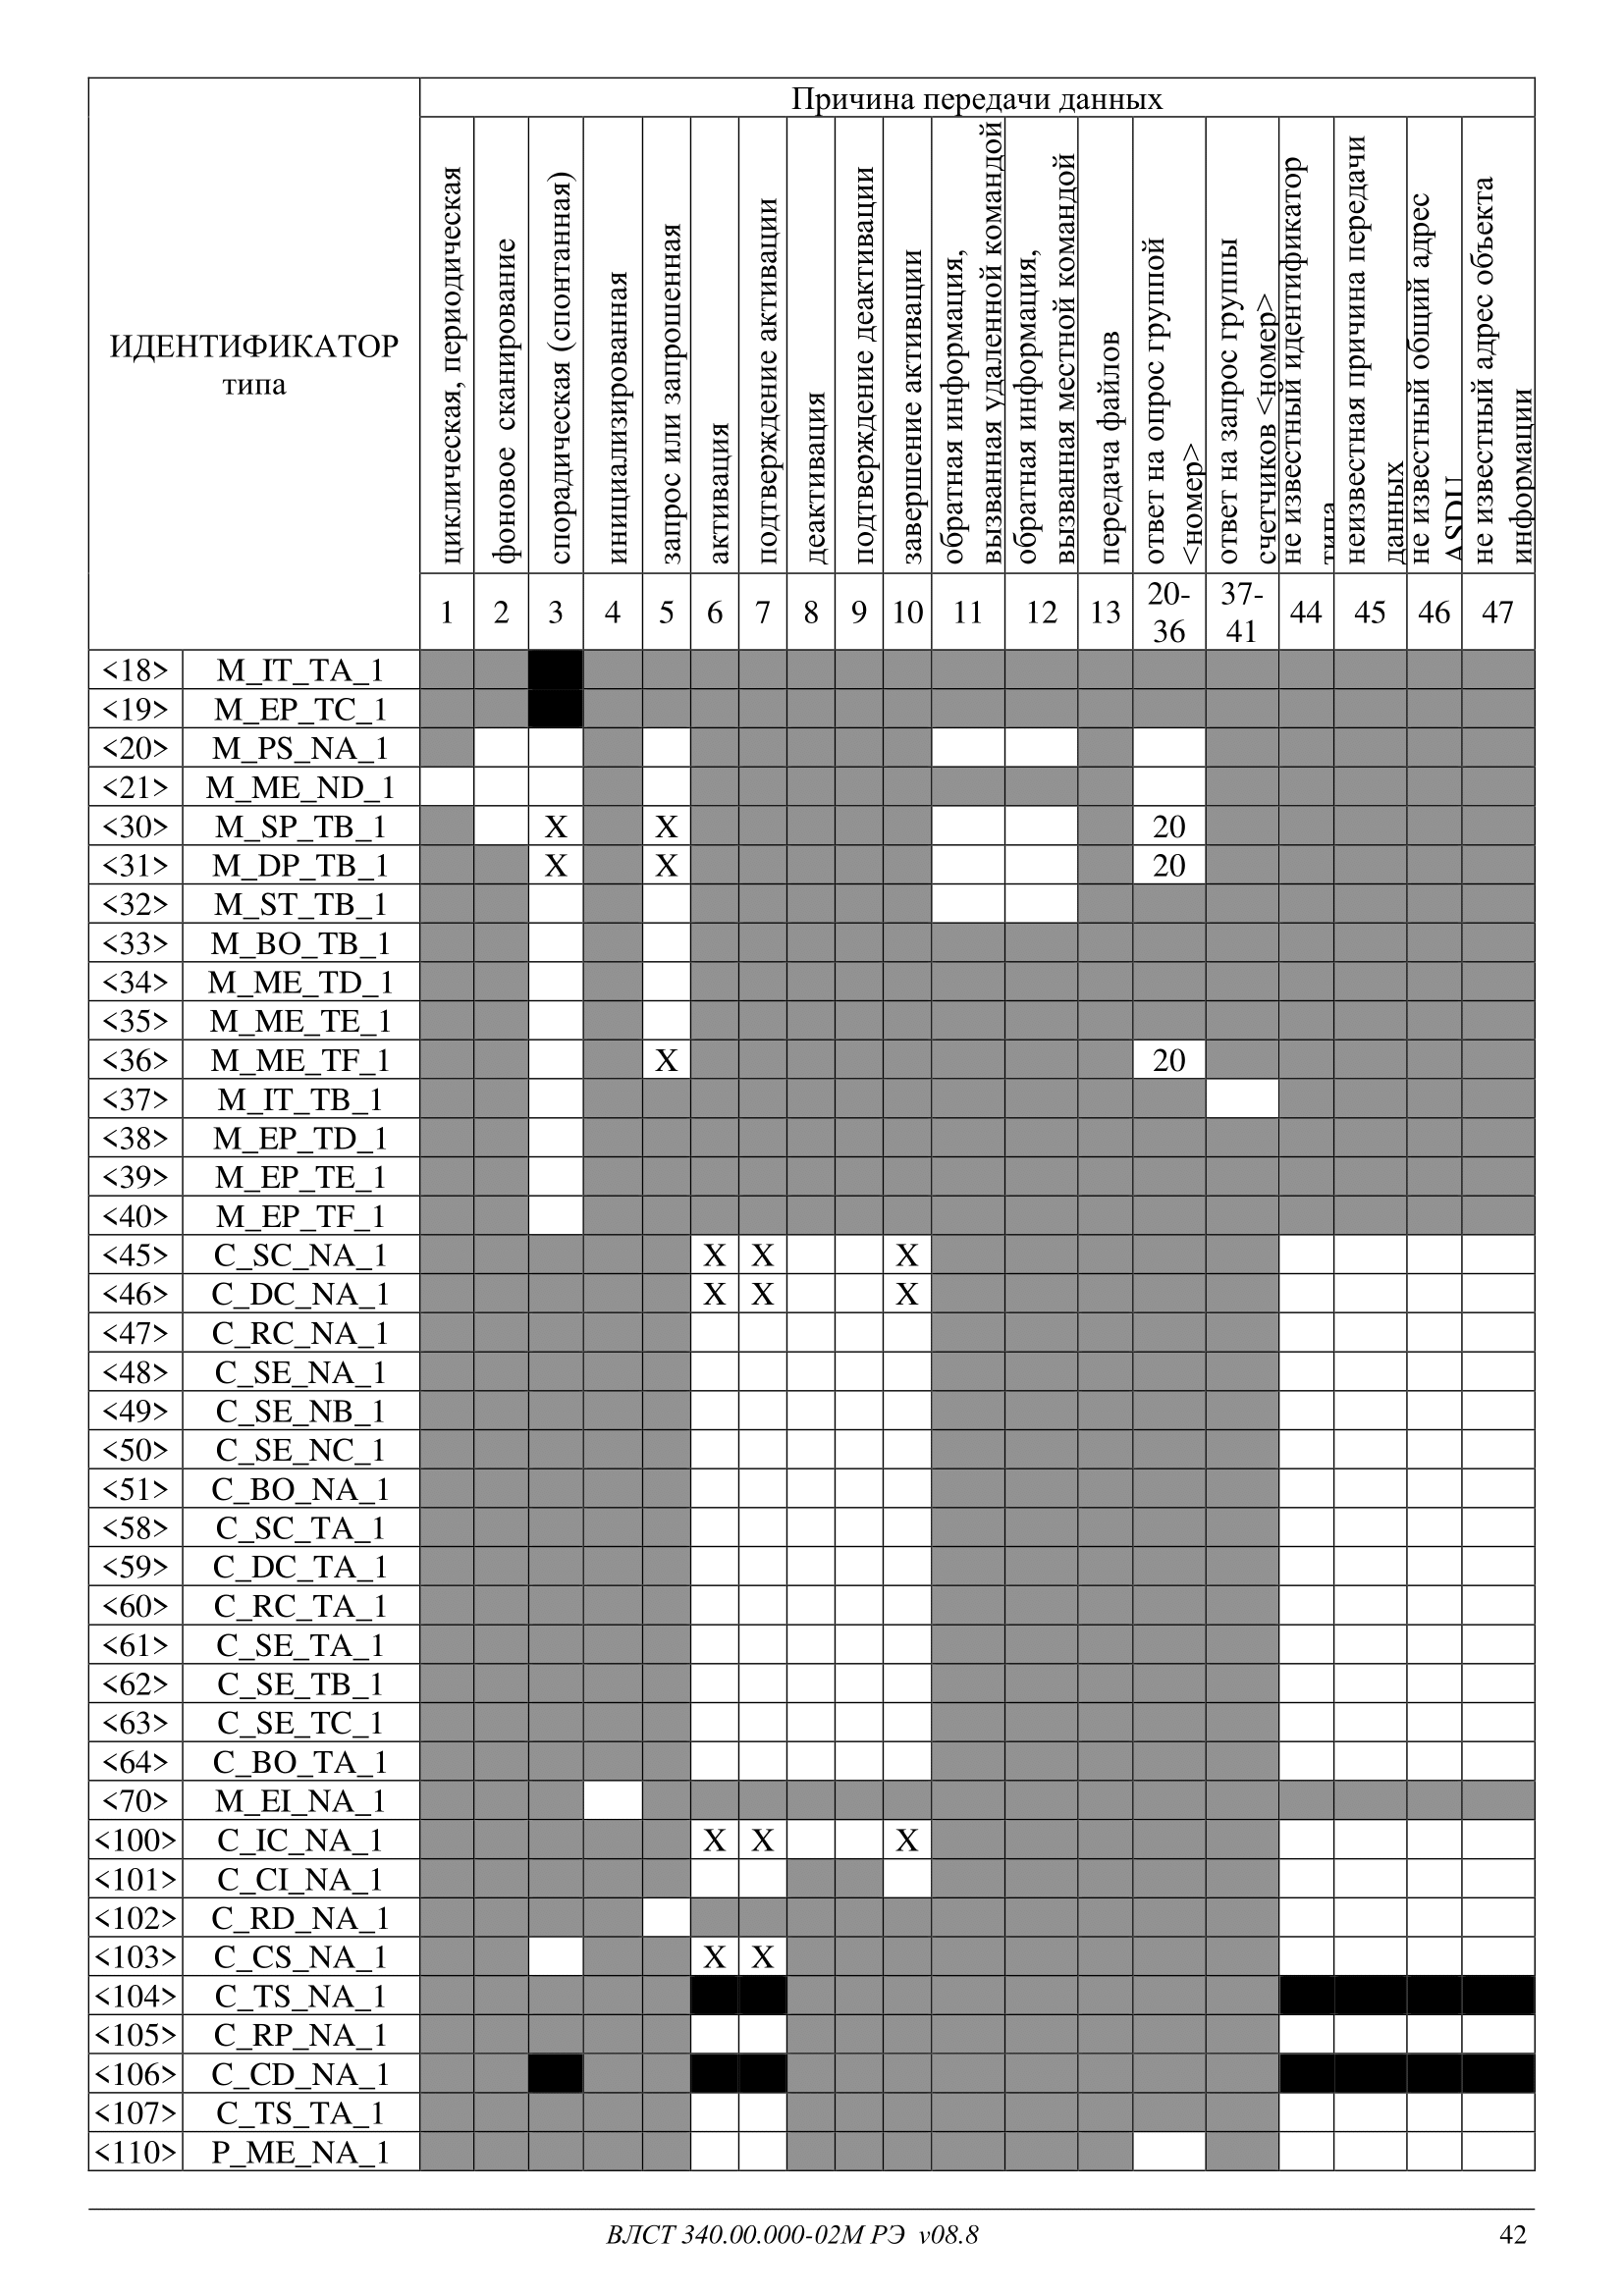 Причина передачи данных
ИДЕНТИФИКАТОР
типа
циклическая, периодическая
фоновое сканирование
спорадическая (спонтанная)
инициализированная
запрос или запрошенная
активация
подтверждение активации
деактивация
подтверждение деактивации
завершение активации
обратная информация,
вызванная удаленной командой
обратная информация,
вызванная местной командой
передача файлов
ответ на опрос группой
<номер>
ответ на запрос группы
счетчиков <номер>
не известный идентификатор
типа
неизвестная причина передачи
данных
не известный общий адрес
ASDU
не известный адрес объекта
информации
1 2 3 4 5 6 7 8 9 10 11 12 13 20-36 37-41 44 45 46 47
<18> M_IT_TA_1
<19> M_EP_TC_1
<20> M_PS_NA_1
<21> M_ME_ND_1
<30> M_SP_TB_1 X X 20
<31> M_DP_TB_1 X X 20
<32> M_ST_TB_1
<33> M_BO_TB_1
<34> M_ME_TD_1
<35> M_ME_TE_1
<36> M_ME_TF_1 X 20
<37> M_IT_TB_1
<38> M_EP_TD_1
<39> M_EP_TE_1
<40> M_EP_TF_1
<45> C_SC_NA_1 X X X
<46> C_DC_NA_1 X X X
<47> C_RC_NA_1
<48> C_SE_NA_1
<49> C_SE_NB_1
<50> C_SE_NC_1
<51> C_BO_NA_1
<58> C_SC_TA_1
<59> C_DC_TA_1
<60> C_RC_TA_1
<61> C_SE_TA_1
<62> C_SE_TB_1
<63> C_SE_TC_1
<64> C_BO_TA_1
<70> M_EI_NA_1
<100> C_IC_NA_1 X X X
<101> C_CI_NA_1
<102> C_RD_NA_1
<103> C_CS_NA_1 X X
<104> C_TS_NA_1
<105> C_RP_NA_1
<106> C_CD_NA_1
<107> C_TS_TA_1
<110> P_ME_NA_1
ВЛСТ 340.00.000-02М РЭ v08.8 42